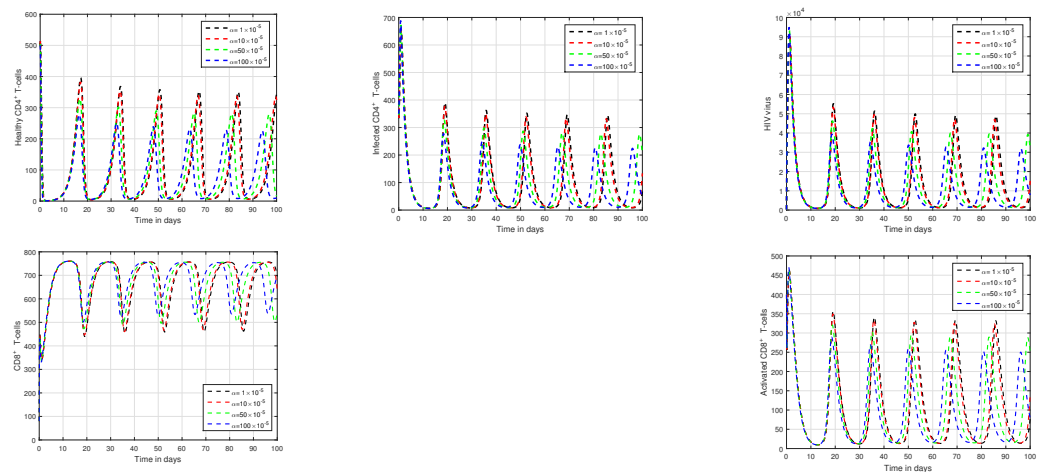 600
500
400
300
200
100
0
Healthy CD4⁺ T-cells
0 10 20 30 40 50 60 70 80 90 100
Time in days
α= 1×10⁻⁵
α=10×10⁻⁵
α=50×10⁻⁵
α=100×10⁻⁵
700
600
500
400
300
200
100
0
Infected CD4⁺ T-cells
0 10 20 30 40 50 60 70 80 90 100
Time in days
α= 1×10⁻⁵
α=10×10⁻⁵
α=50×10⁻⁵
α=100×10⁻⁵
×10⁴
10
9
8
7
6
5
4
3
2
1
0
HIV virus
0 10 20 30 40 50 60 70 80 90 100
Time in days
α= 1×10⁻⁵
α=10×10⁻⁵
α=50×10⁻⁵
α=100×10⁻⁵
800
700
600
500
400
300
200
100
0
CD8⁺ T-cells
0 10 20 30 40 50 60 70 80 90 100
Time in days
α= 1×10⁻⁵
α=10×10⁻⁵
α=50×10⁻⁵
α=100×10⁻⁵
500
450
400
350
300
250
200
150
100
50
0
Activated CD8⁺ T-cells
0 10 20 30 40 50 60 70 80 90 100
Time in days
α= 1×10⁻⁵
α=10×10⁻⁵
α=50×10⁻⁵
α=100×10⁻⁵